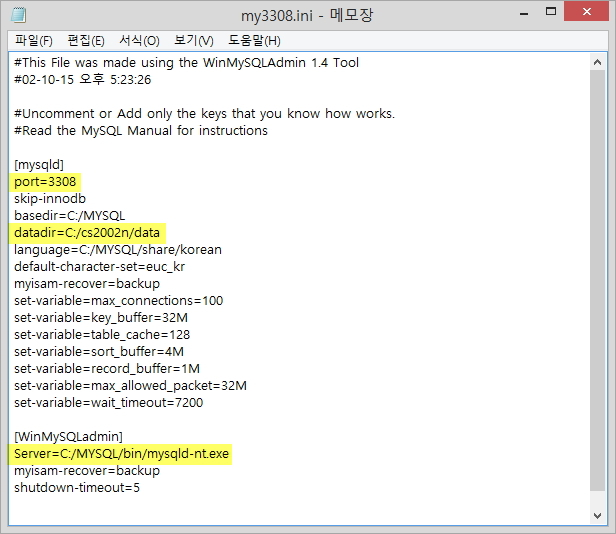 my3308.ini - 메모장
파일(F) 편집(E) 서식(O) 보기(V) 도움말(H)
#This File was made using the WinMySQLAdmin 1.4 Tool
#02-10-15 오후 5:23:26
#Uncomment or Add only the keys that you know how works.
#Read the MySQL Manual for instructions
[mysqld]
port=3308
skip-innodb
basedir=C:/MYSQL
datadir=C:/cs2002n/data
language=C:/MYSQL/share/korean
default-character-set=euc_kr
myisam-recover=backup
set-variable=max_connections=100
set-variable=key_buffer=32M
set-variable=table_cache=128
set-variable=sort_buffer=4M
set-variable=record_buffer=1M
set-variable=max_allowed_packet=32M
set-variable=wait_timeout=7200
[WinMySQLadmin]
Server=C:/MYSQL/bin/mysqld-nt.exe
myisam-recover=backup
shutdown-timeout=5